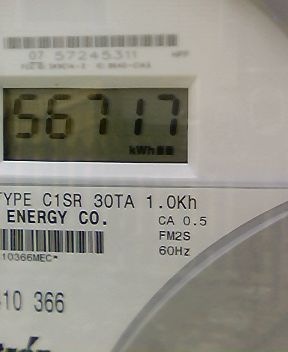 07 57245311
56717
kWh
TYPE C1SR 30TA 1.0Kh
ENERGY CO.
CA 0.5
FM2S
60Hz
10366MEC*
10 366